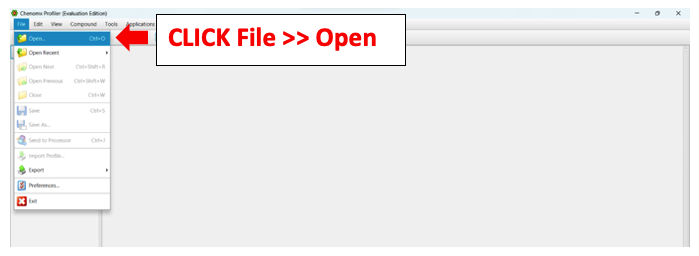 Chenomx Profiler (Evaluation Edition)
File Edit View Compound Tools Applications
Open... Ctrl+O
CLICK File >> Open
Open Recent
Open Next Ctrl+Shift+R
Open Previous Ctrl+Shift+W
Close Ctrl+W
Save Ctrl+S
Save As...
Send to Processor Ctrl+J
Import Profile...
Export
Preferences...
Exit